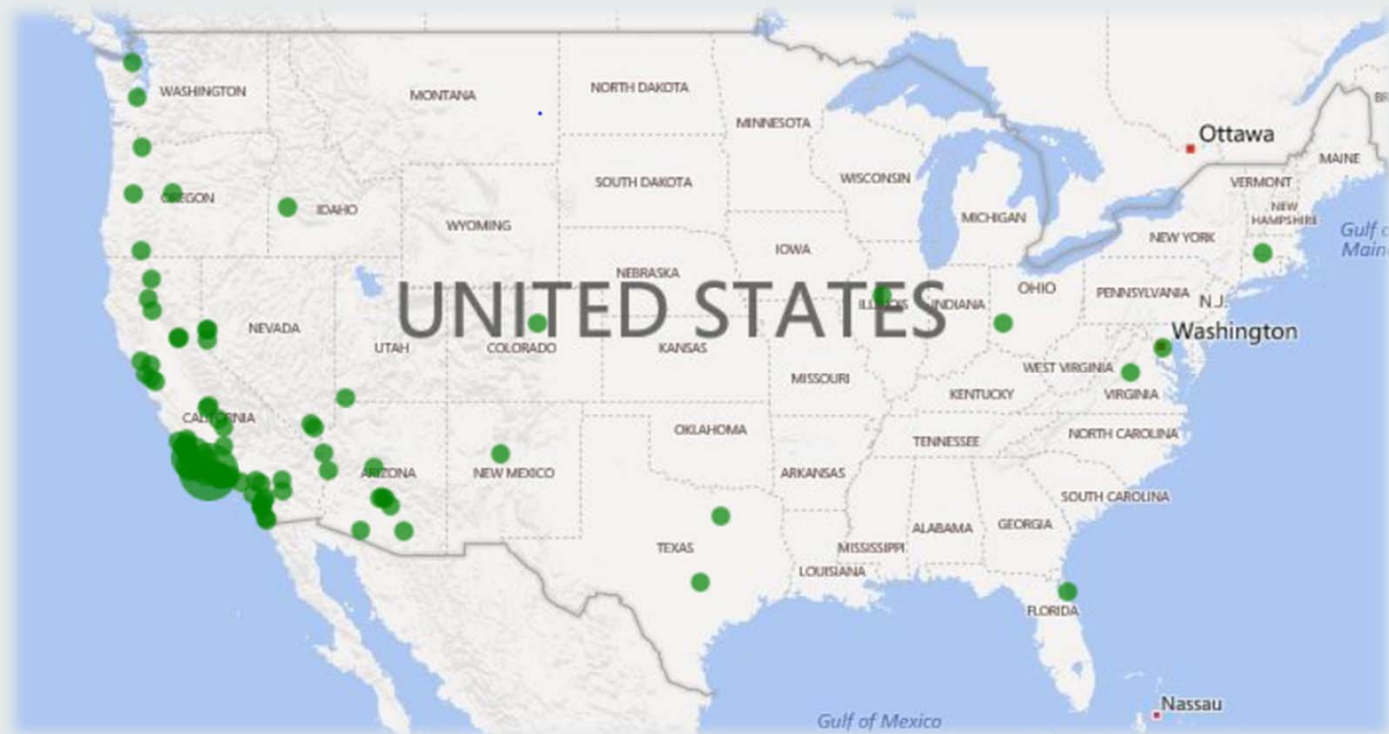 WASHINGTON
MONTANA
NORTH DAKOTA
MINNESOTA
Ottawa
MAINE
SOUTH DAKOTA
WISCONSIN
VERMONT
OREGON
IDAHO
WYOMING
MICHIGAN
NEW
HAMPSHIRE
NEW YORK
Gulf
Main
IOWA
NEBRASKA
UNITED STATES
ILLINOIS
INDIANA
OHIO
PENNSYLVANIA
N.J.
NEVADA
UTAH
COLORADO
KANSAS
Washington
MISSOURI
WEST VIRGINIA
KENTUCKY
VIRGINIA
CALIFORNIA
OKLAHOMA
TENNESSEE
NORTH CAROLINA
ARIZONA
NEW MEXICO
ARKANSAS
SOUTH CAROLINA
TEXAS
MISSISSIPPI
ALABAMA
GEORGIA
LOUISIANA
FLORIDA
Nassau
Gulf of Mexico